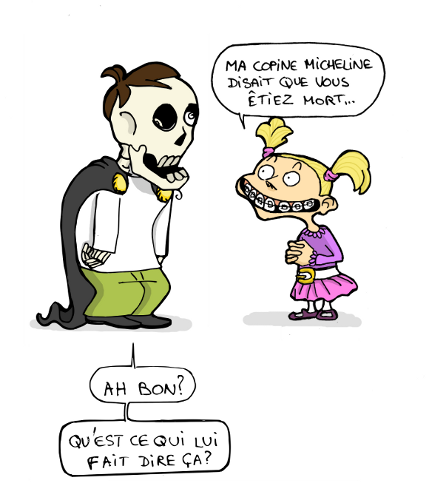 MA COPINE MICHELINE
DISAIT QUE VOUS
ÊTIEZ MORT...
AH BON?
QU'EST CE QUI LUI
FAIT DIRE ÇA?